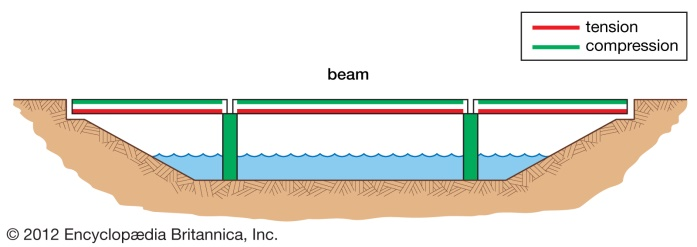 tension
compression
beam
© 2012 Encyclopædia Britannica, Inc.